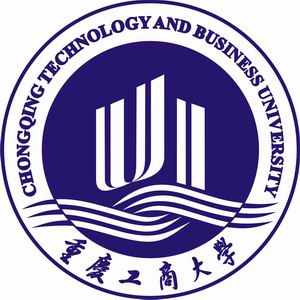 CHONGQING TECHNOLOGY AND BUSINESS UNIVERSITY
重庆工商大学